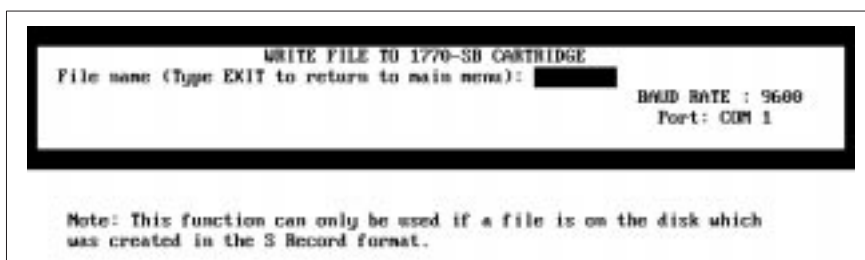 WRITE FILE TO 1770-SB CARTRIDGE
File name (Type EXIT to return to main menu):
BAUD RATE : 9600
Port: COM 1
Note: This function can only be used if a file is on the disk which
was created in the S Record format.